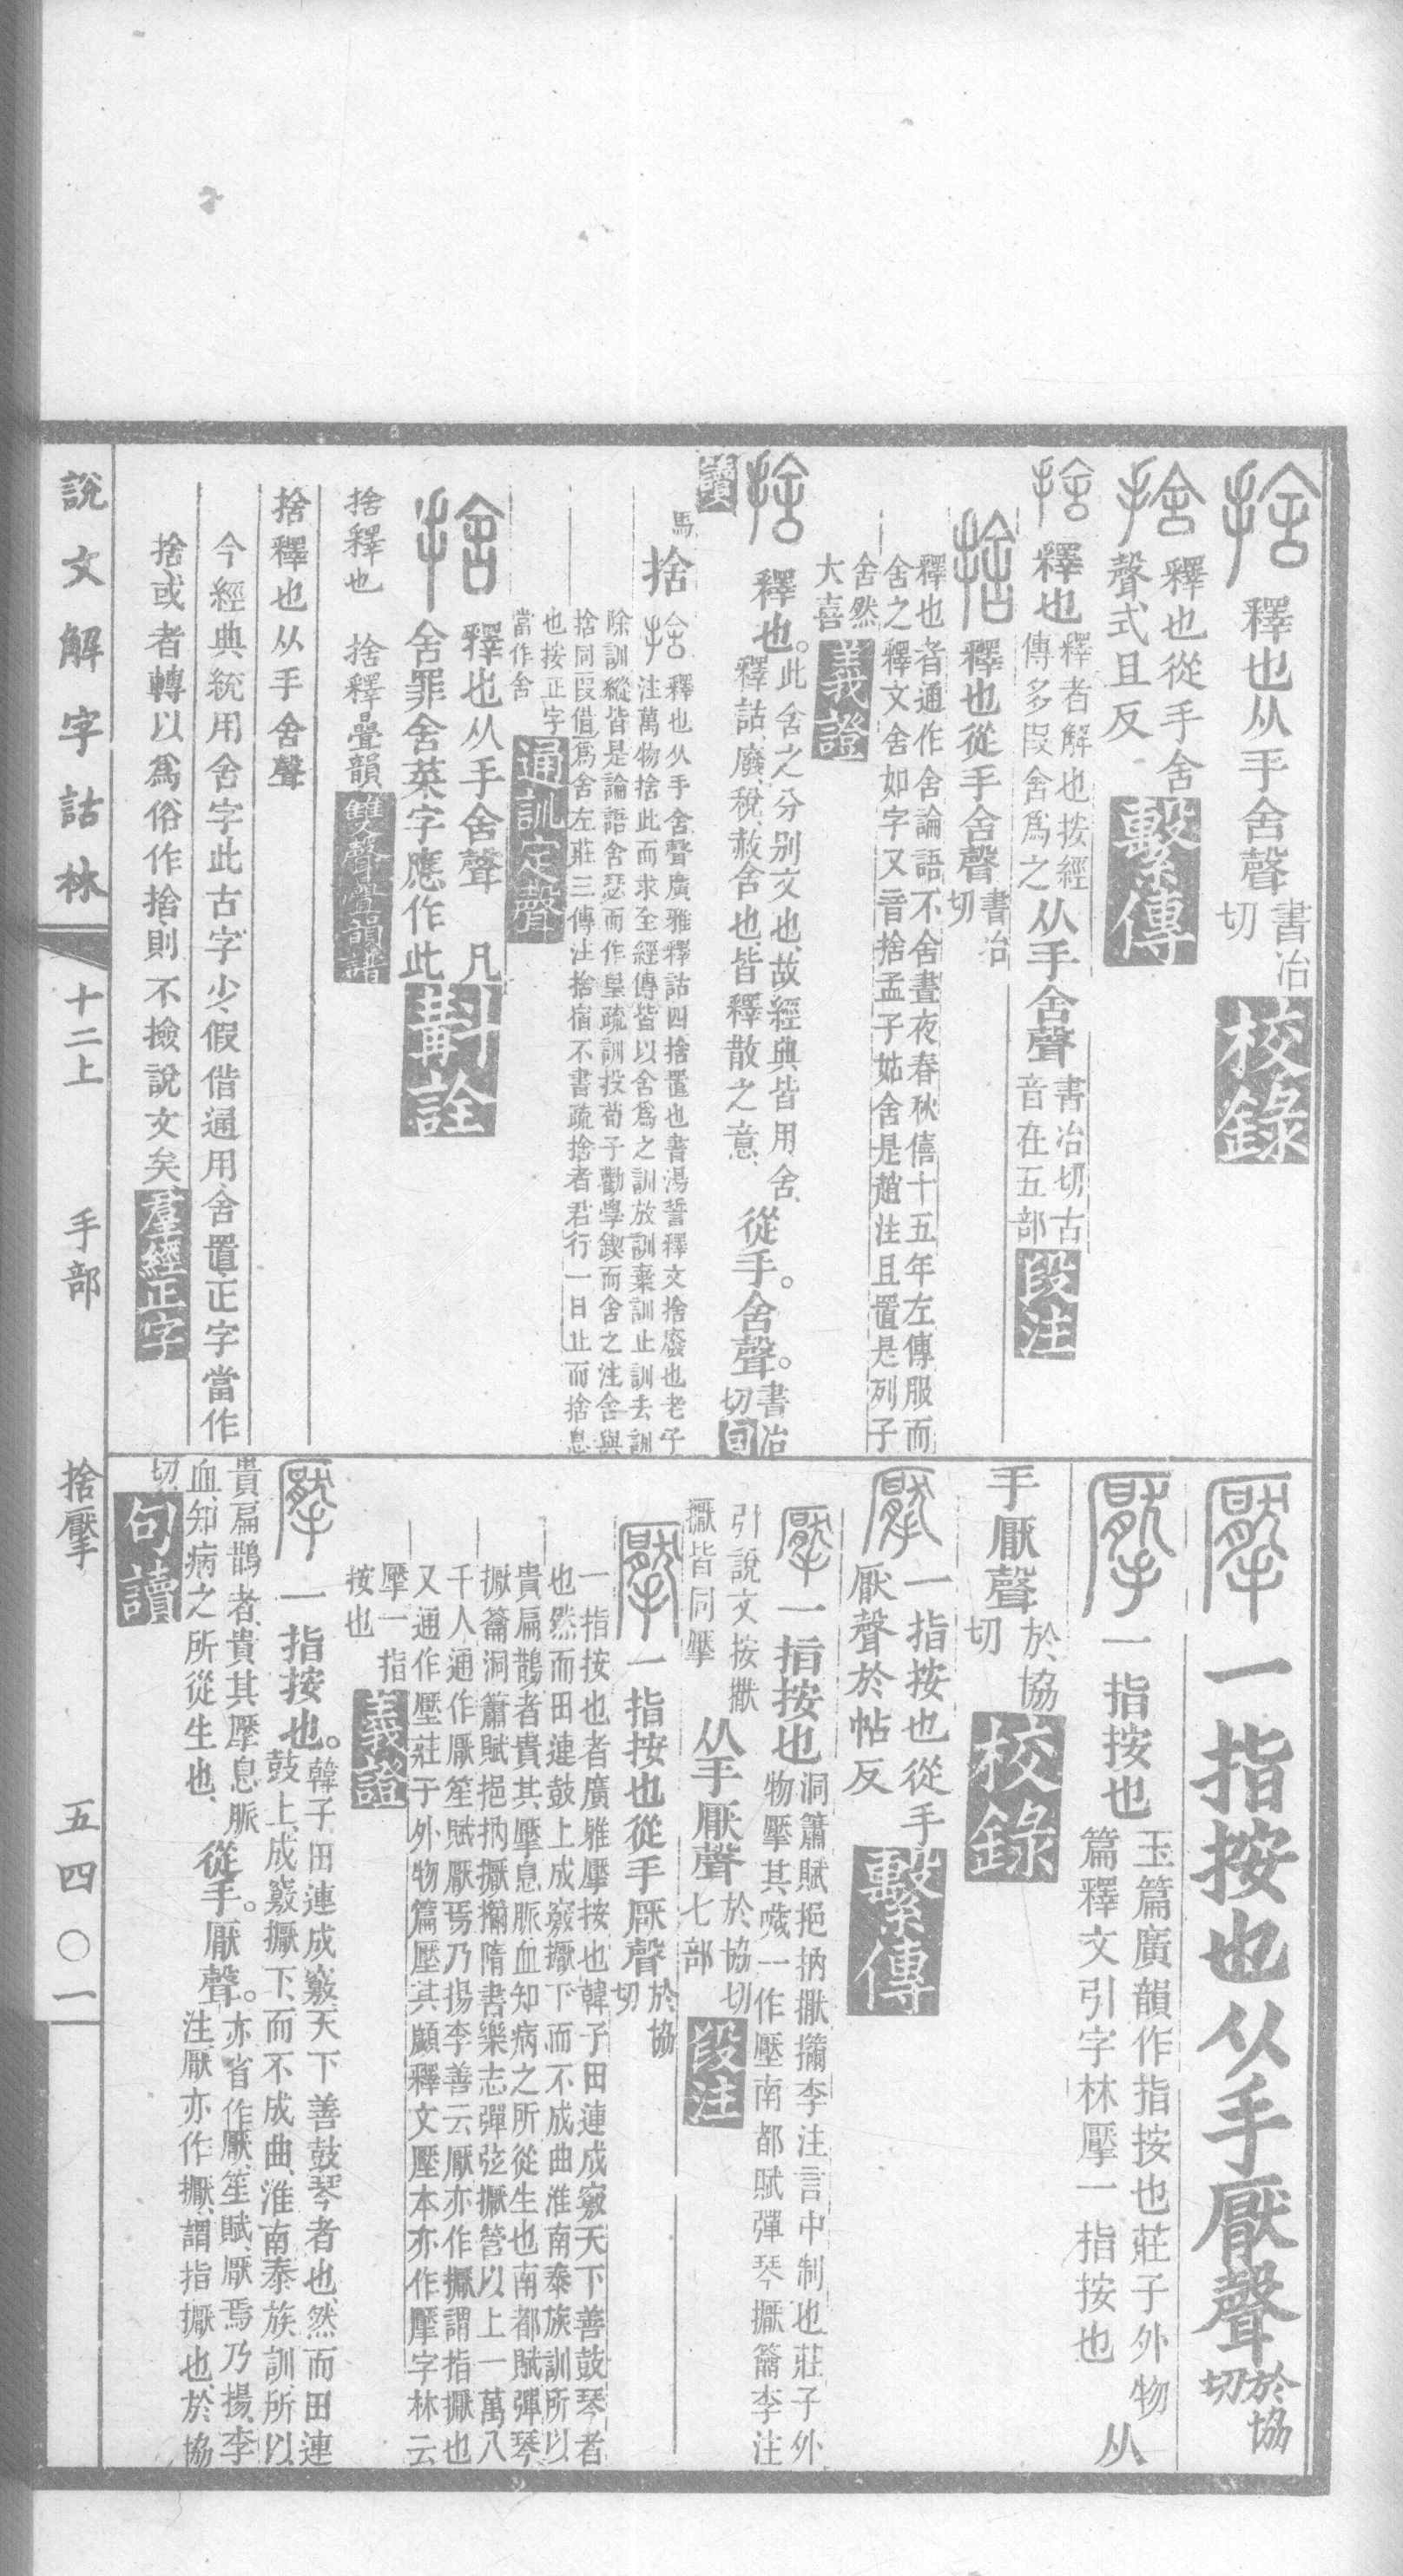 捨 釋也从手舍聲 書冶切 校錄
捨 釋也從手舍
聲式且反 繫傳
捨 釋也 釋者解也按經傳多叚舍爲之 从手舍聲 書冶切古音在五部 段注
捨 釋也從手舍聲 書冶切
釋也者通作舍論語不舍晝夜春秋僖十五年左傳服而
舍之釋文舍如字又音捨孟子姑舍是趙注且置是列子
舍然
大喜 義證
捨 釋也。此舍之分別文也、故經典皆用舍、
釋詁、廢、稅、赦、舍也、皆釋散之意、 從手。舍聲。書冶切 句
讀
馬 捨 捨 釋也从手舍聲廣雅釋詁四捨置也書湯誓釋文捨廢也老子
注萬物捨此而求全經傳皆以舍爲之訓放訓棄訓止訓去訓
除訓縱皆是論語舍瑟而作皇疏訓投荀子勸學鍥而舍之注舍與
捨同叚借爲舍左莊三傳注捨宿不書疏捨者君行一日止而捨息
也按正字
當作舍 通訓定聲
捨 釋也从手舍聲 凡
舍罪舍英字應作此 斠詮
捨釋也 捨釋疊韻 雙聲疊韻譜
捨釋也从手舍聲
今經典統用舍字此古字少、假借通用、舍置正字當作
捨、或者轉以爲俗作捨、則不撿說文矣、 羣經正字
擪 一指按也从手厭聲 於協切
擪 一指按也 玉篇廣韻作指按也莊子外物
篇釋文引字林擪一指按也 从
手厭聲 於協切 校錄
擪 一指按也從手
厭聲於帖反 繫傳
擪 一指按也 洞簫賦挹抐擫擶李注言中制也莊子外
物擪其顪一作壓南都賦彈琴擫籥李注
引說文按擫
擫皆同擪 从手厭聲 於協切七部 段注
擪 一指按也從手厭聲 於協切
一指按也者廣雅擪按也韓子田連成竅天下善鼓琴者
也然而田連鼓上成竅擫下而不成曲淮南泰族訓所以
貴扁鵲者貴其擪息脈血知病之所從生也南都賦彈琴
擫籥洞簫賦挹抐擫擶隋書樂志彈弦擫管以上一萬八
千人通作厭笙賦厭焉乃揚李善云厭亦作擫謂指擫也
又通作壓莊子外物篇壓其顪釋文壓本亦作擪字林云
擪一指
按也 義證
擪 一指按也。韓子、田連成竅、天下善鼓琴者也、然而田連
鼓上、成竅擫下、而不成曲、淮南泰族訓、所以
貴扁鵲者、貴其擪息脈
血、知病之所從生也、 從手。厭聲。亦省作厭、笙賦、厭焉乃揚、李
注、厭亦作擫、謂指擫也、於協
切 句讀
說文解字詁林 十二上 手部 捨擪 五四〇一